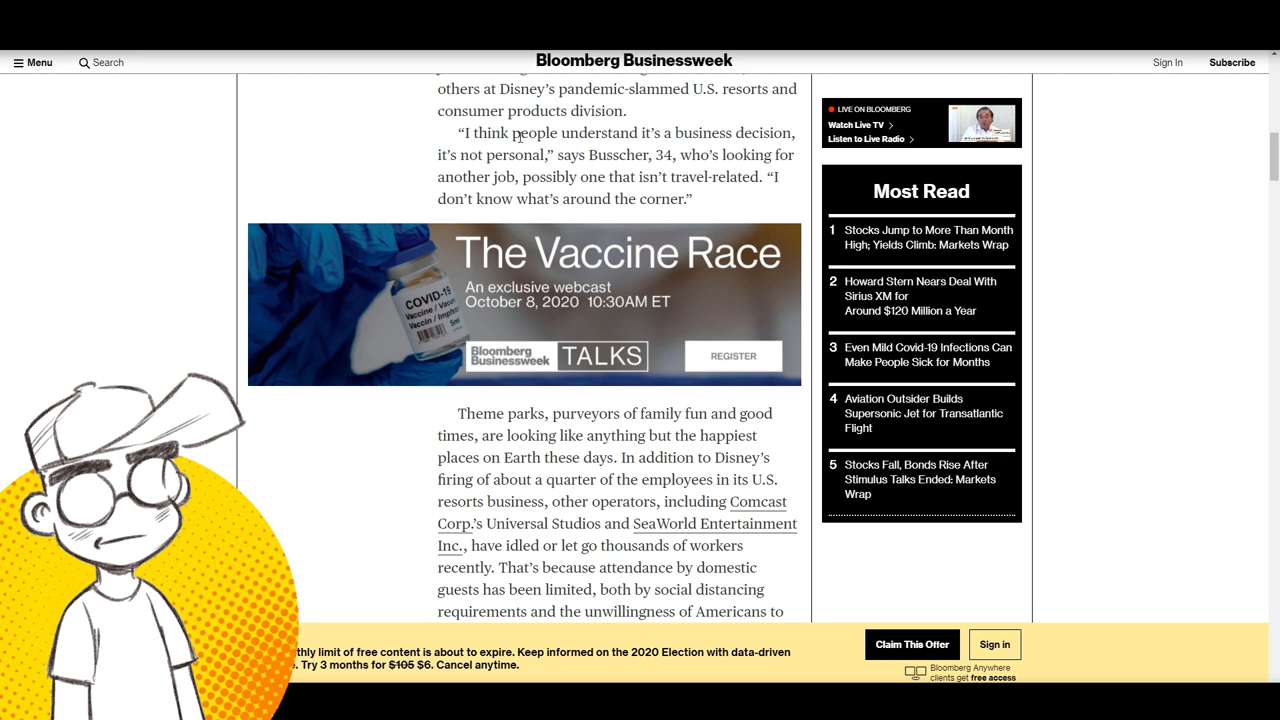 Menu
Search
Bloomberg Businessweek
Sign In
Subscribe
others at Disney’s pandemic-slammed U.S. resorts and
consumer products division.
“I think people understand it’s a business decision,
it’s not personal,” says Busscher, 34, who’s looking for
another job, possibly one that isn’t travel-related. “I
don’t know what’s around the corner.”
The Vaccine Race
An exclusive webcast
October 8, 2020 10:30AM ET
COVID-19
Bloomberg
Businessweek
TALKS
REGISTER
Theme parks, purveyors of family fun and good
times, are looking like anything but the happiest
places on Earth these days. In addition to Disney’s
firing of about a quarter of the employees in its U.S.
resorts business, other operators, including Comcast
Corp.’s Universal Studios and SeaWorld Entertainment
Inc., have idled or let go thousands of workers
recently. That’s because attendance by domestic
guests has been limited, both by social distancing
requirements and the unwillingness of Americans to
LIVE ON BLOOMBERG
Watch Live TV
Listen to Live Radio
Most Read
1 Stocks Jump to More Than Month
High; Yields Climb: Markets Wrap
2 Howard Stern Nears Deal With
Sirius XM for
Around $120 Million a Year
3 Even Mild Covid-19 Infections Can
Make People Sick for Months
4 Aviation Outsider Builds
Supersonic Jet for Transatlantic
Flight
5 Stocks Fall, Bonds Rise After
Stimulus Talks Ended: Markets
Wrap
thly limit of free content is about to expire. Keep informed on the 2020 Election with data-driven
. Try 3 months for $105 $6. Cancel anytime.
Claim This Offer
Sign in
Bloomberg Anywhere
clients get free access